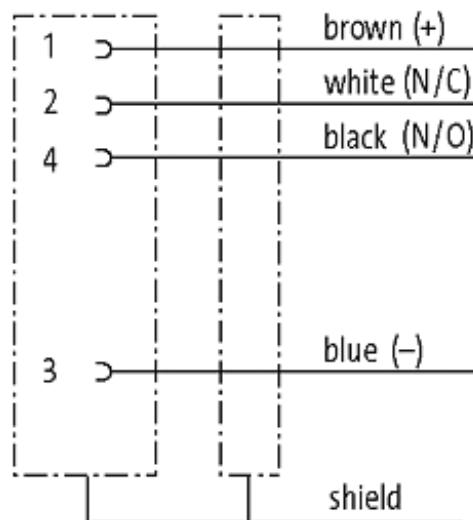 1 brown (+)
2 white (N/C)
4 black (N/O)
3 blue (–)
shield